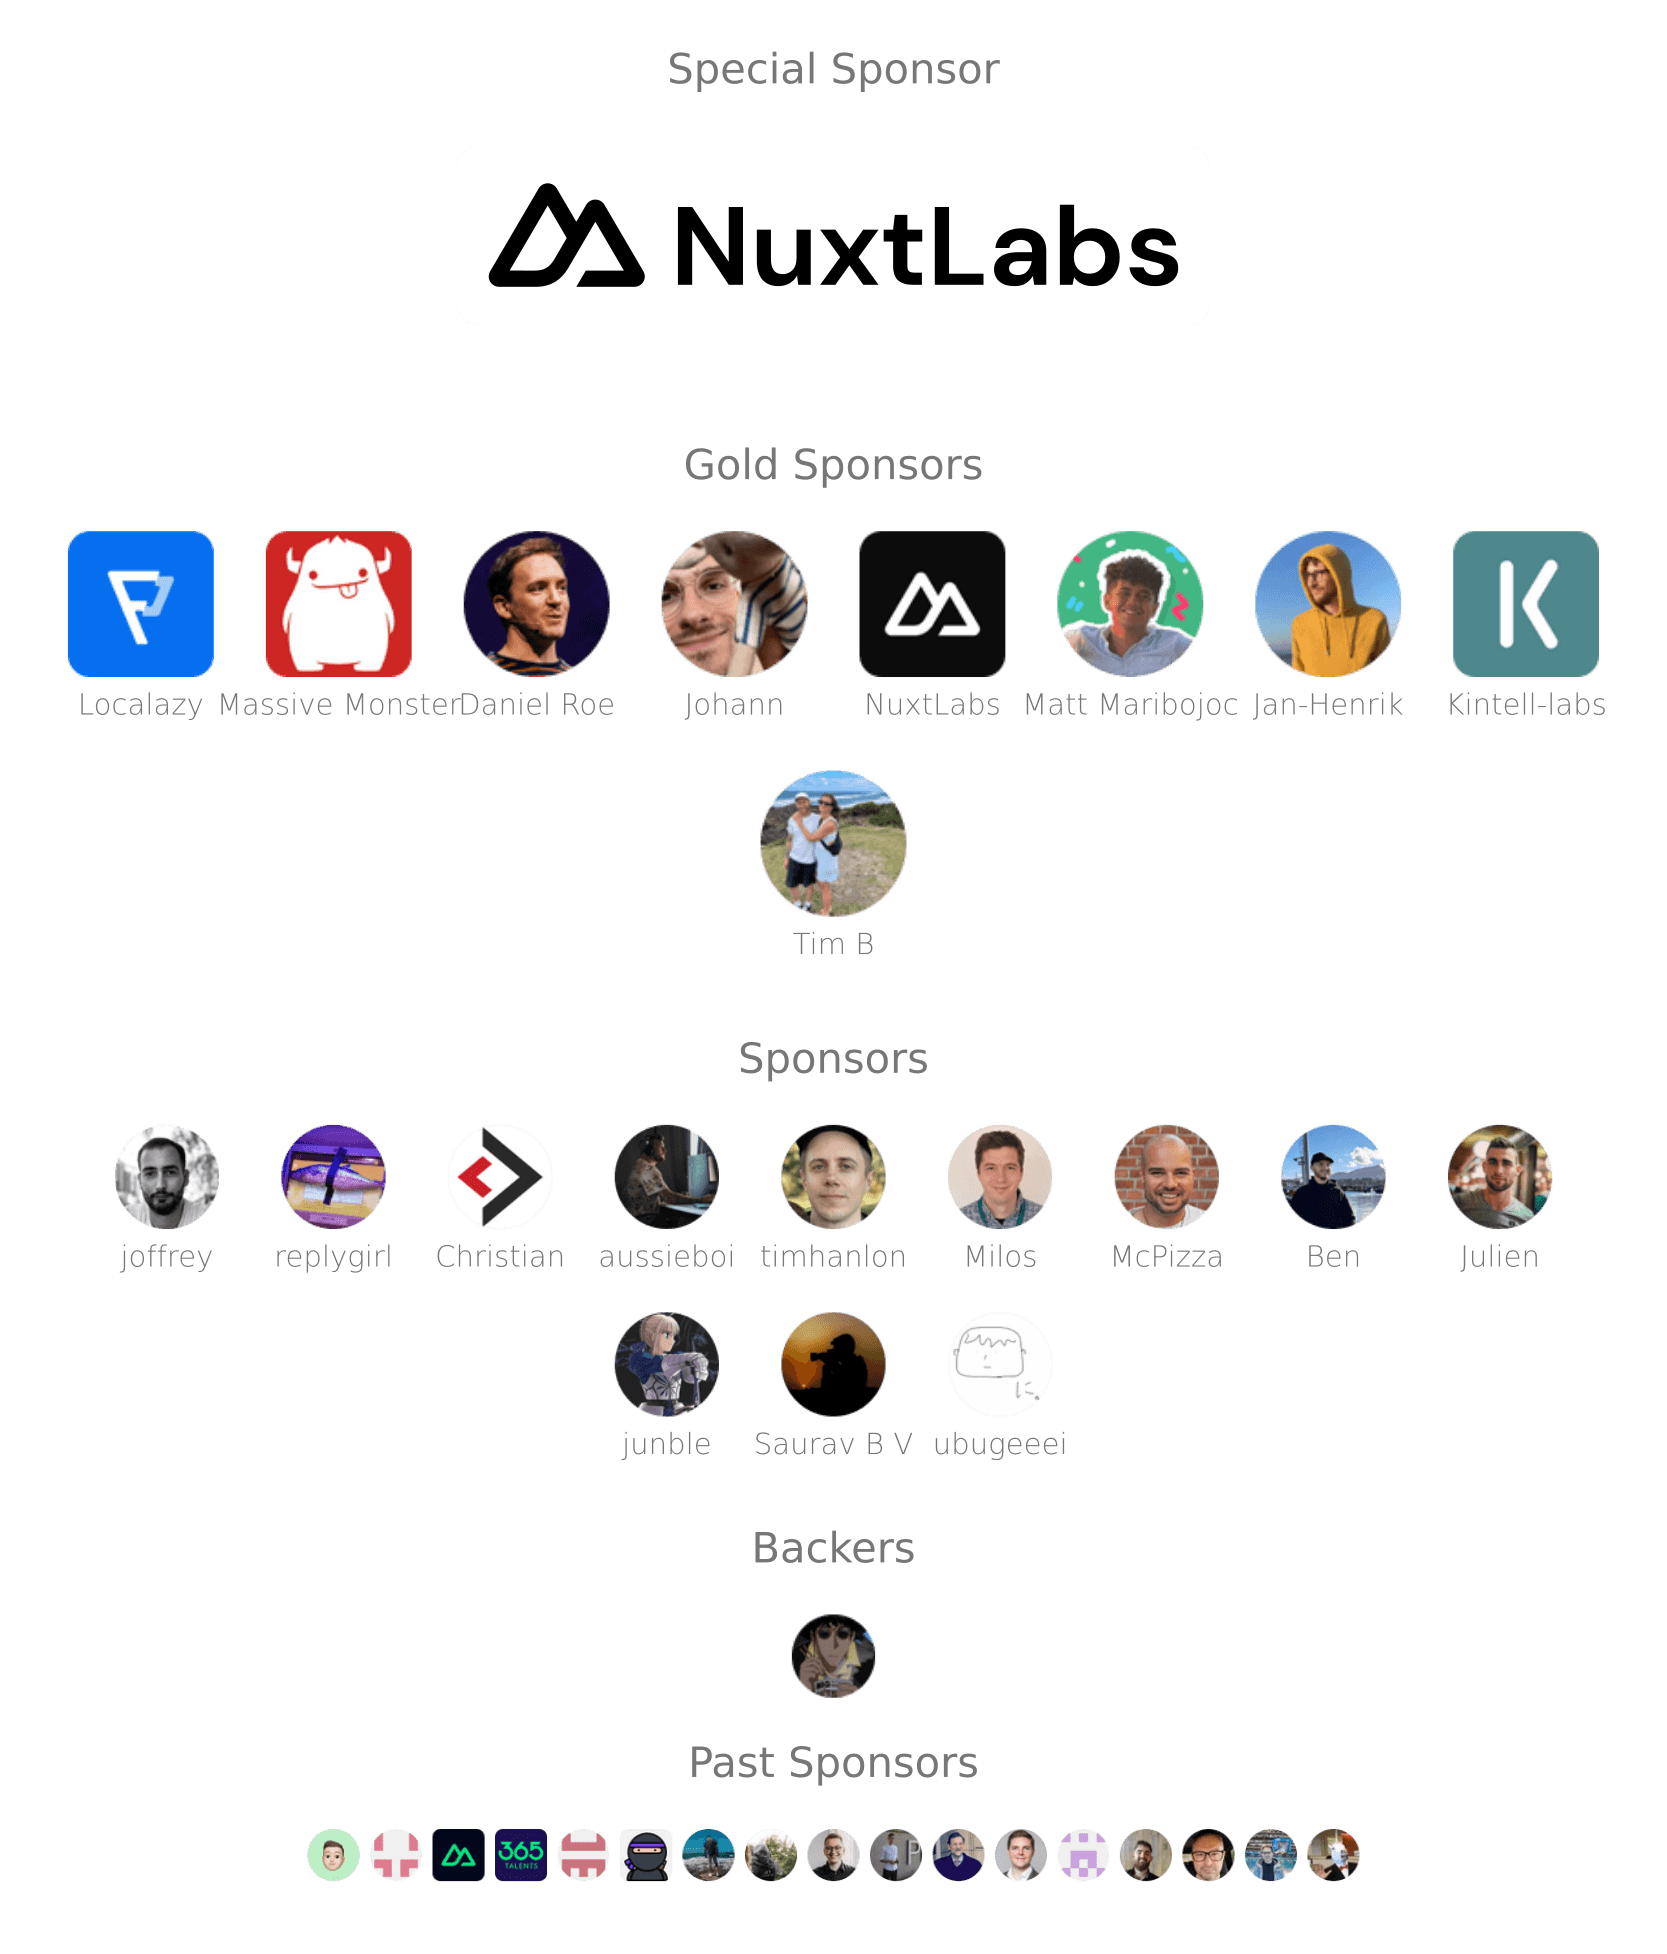 Special Sponsor
NuxtLabs
Gold Sponsors
Localazy Massive Monster Daniel Roe Johann NuxtLabs Matt Maribojoc Jan-Henrik Kintell-labs
Tim B
Sponsors
joffrey replygirl Christian aussieboi timhanlon Milos McPizza Ben Julien
junble Saurav B V ubugeeei
Backers
Past Sponsors
365
TALENTS